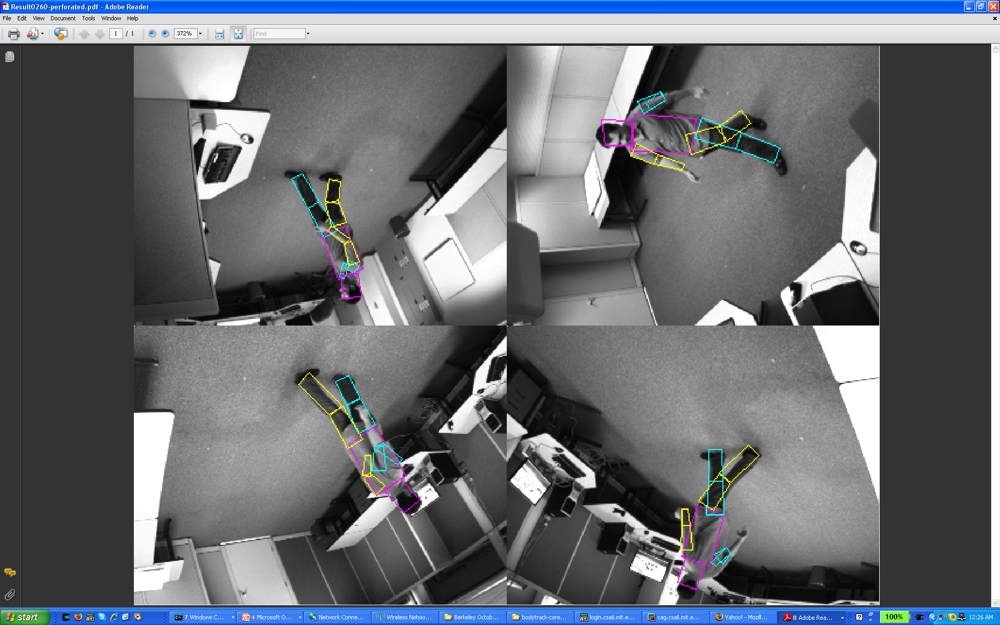 Result0260-perforated.pdf - Adobe Reader
File Edit View Document Tools Window Help
1 / 1 372% Find
start 7 Windows C... 4 Microsoft O... Network Conne... Wireless Netwo... Berkeley Octob... bodytrack-core... login.csail.mit.e... cag.csail.mit.e... Yahoo! - Mozill... 8 Adobe Rea... 100% 12:26 AM